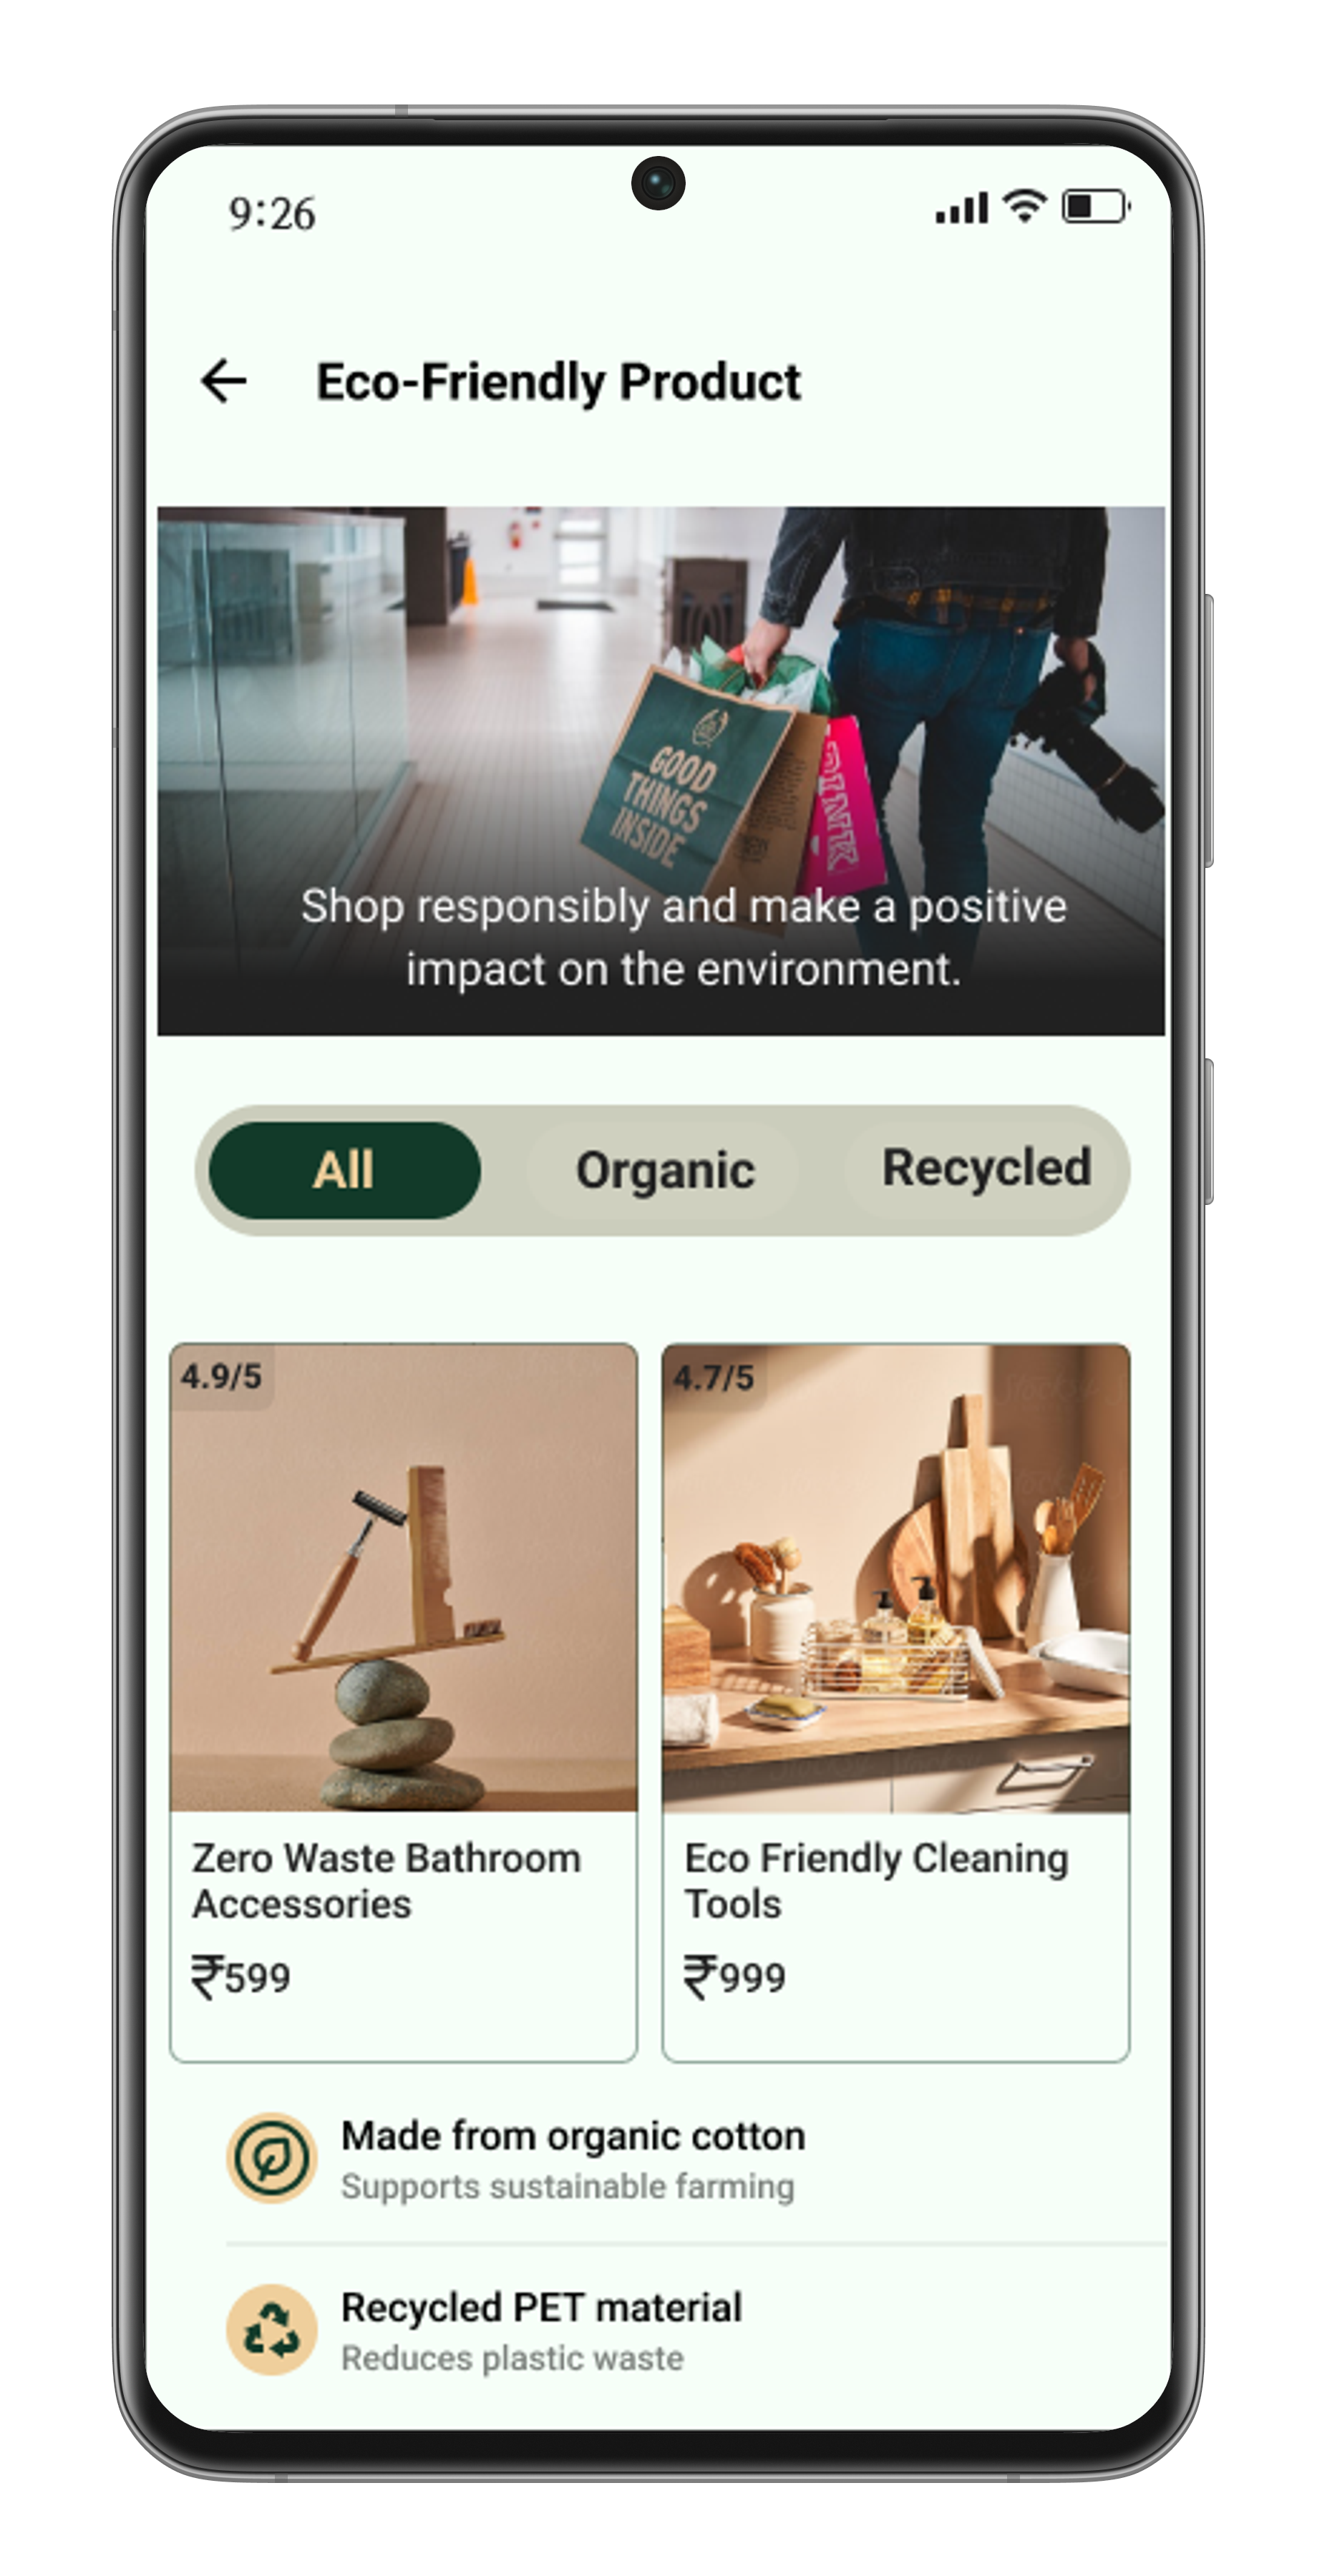 9:26
Eco-Friendly Product
GOOD
THINGS
INSIDE
PINK
Shop responsibly and make a positive
impact on the environment.
All
Organic
Recycled
4.9/5
4.7/5
Zero Waste Bathroom
Accessories
₹599
Eco Friendly Cleaning
Tools
₹999
Made from organic cotton
Supports sustainable farming
Recycled PET material
Reduces plastic waste